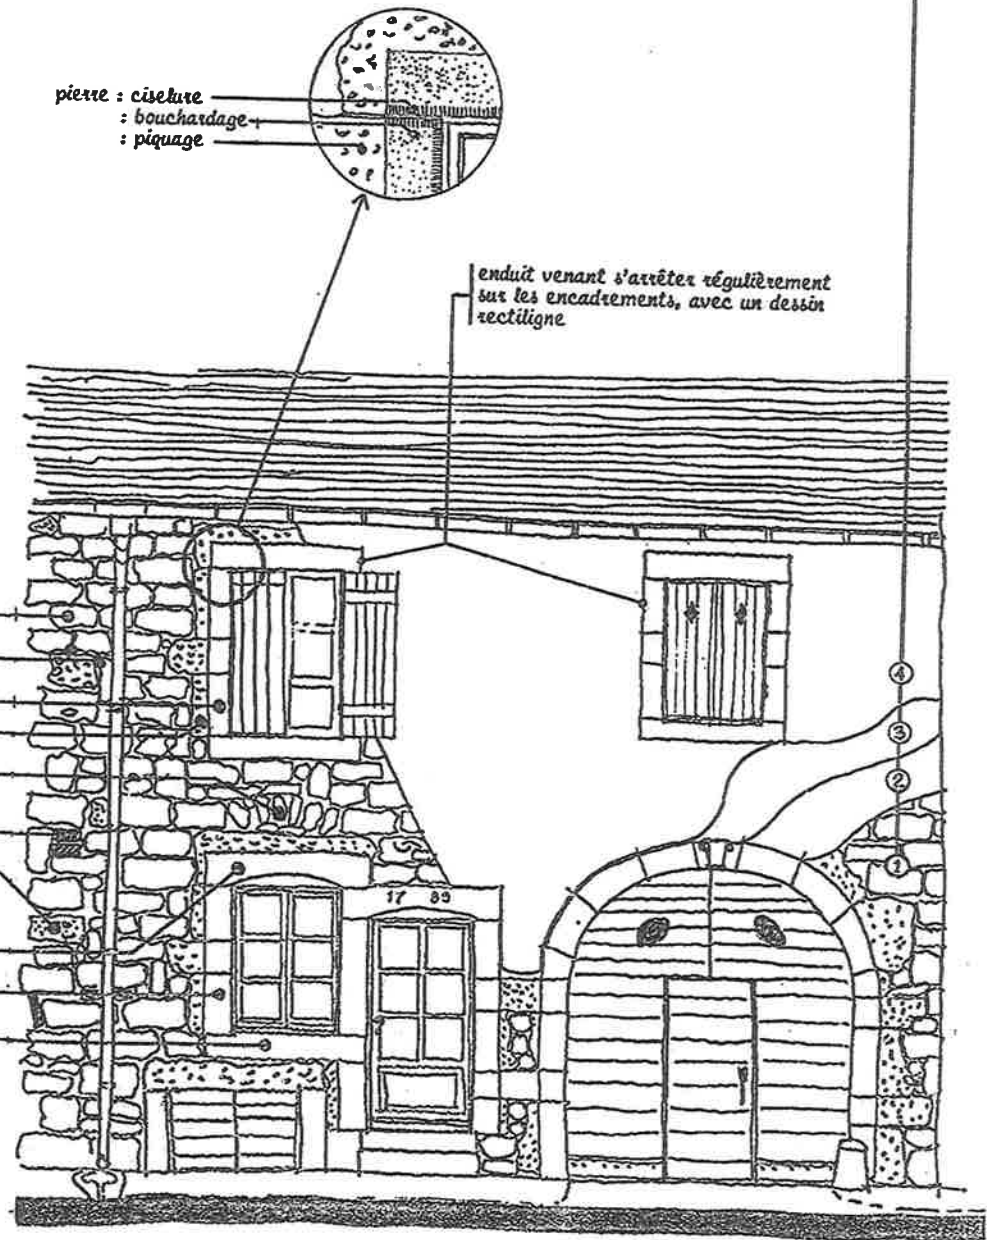 pierre : ciselure
: bouchardage
: piquage
enduit venant s'arrêter régulièrement
sur les encadrements, avec un dessin
rectiligne
4
3
2
1
17 89